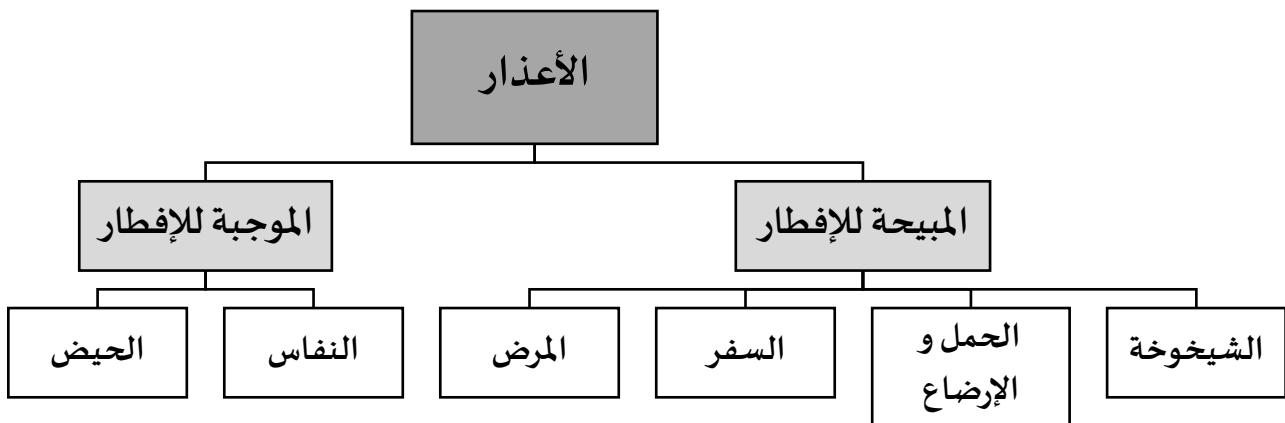 الأعذار
المبيحة للإفطار
الموجبة للإفطار
الشيخوخة
الحمل و
الإرضاع
السفر
المرض
النفاس
الحيض